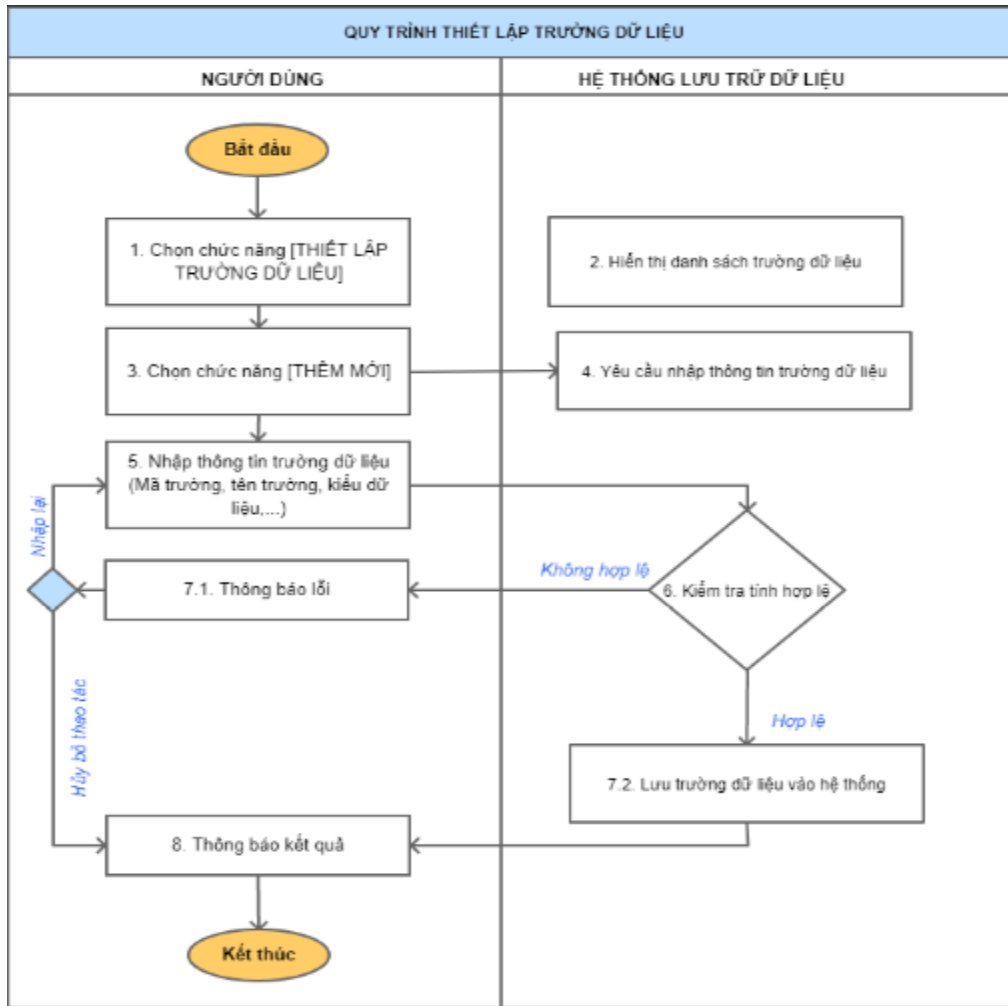 QUY TRÌNH THIẾT LẬP TRƯỜNG DỮ LIỆU
NGƯỜI DÙNG
HỆ THỐNG LƯU TRỮ DỮ LIỆU
Bắt đầu
1. Chọn chức năng [THIẾT LẬP
TRƯỜNG DỮ LIỆU]
2. Hiển thị danh sách trường dữ liệu
3. Chọn chức năng [THÊM MỚI]
4. Yêu cầu nhập thông tin trường dữ liệu
5. Nhập thông tin trường dữ liệu
(Mã trường, tên trường, kiểu dữ
liệu,...)
Nhập lại
7.1. Thông báo lỗi
Không hợp lệ
6. Kiểm tra tính hợp lệ
Hủy bỏ thao tác
Hợp lệ
7.2. Lưu trường dữ liệu vào hệ thống
8. Thông báo kết quả
Kết thúc